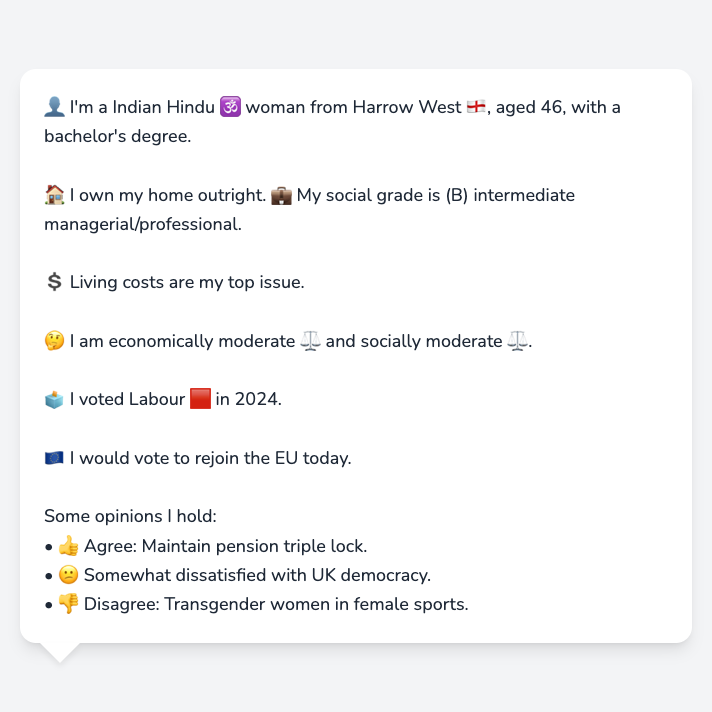 👤 I'm a Indian Hindu 🕉️ woman from Harrow West 🏴󠁧󠁢󠁥󠁮󠁧󠁿, aged 46, with a
bachelor's degree.
🏠 I own my home outright. 💼 My social grade is (B) intermediate
managerial/professional.
💲 Living costs are my top issue.
🤔 I am economically moderate ⚖️ and socially moderate ⚖️.
🗳️ I voted Labour 🟥 in 2024.
🇪🇺 I would vote to rejoin the EU today.
Some opinions I hold:
• 👍 Agree: Maintain pension triple lock.
• 😕 Somewhat dissatisfied with UK democracy.
• 👎 Disagree: Transgender women in female sports.